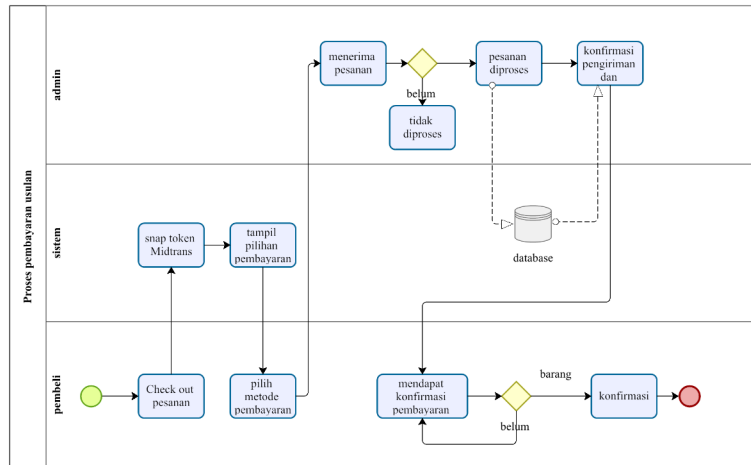 Proses pembayaran usulan
admin
menerima
pesanan
belum
tidak
diproses
pesanan
diproses
konfirmasi
pengiriman
dan
sistem
snap token
Midtrans
tampil
pilihan
pembayaran
database
pembeli
Check out
pesanan
pilih
metode
pembayaran
mendapat
konfirmasi
pembayaran
barang
belum
konfirmasi